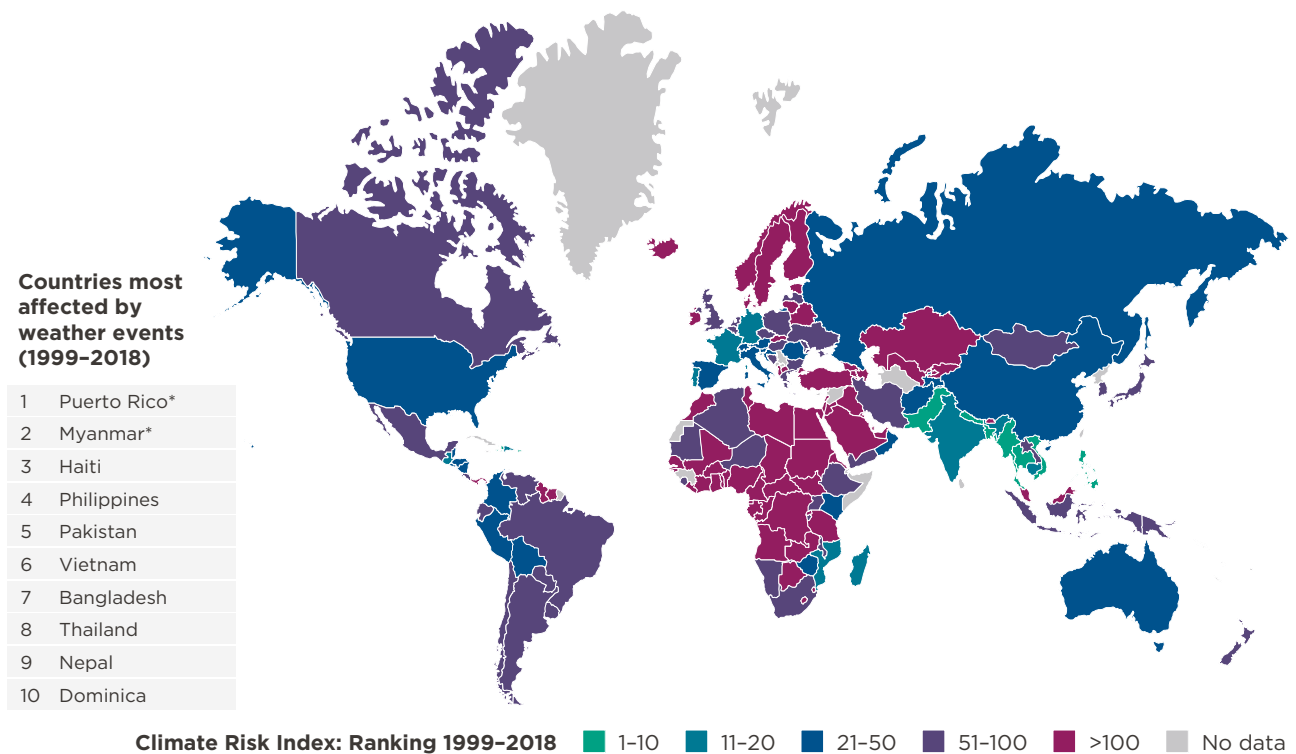 Countries most
affected by
weather events
(1999–2018)
1 Puerto Rico*
2 Myanmar*
3 Haiti
4 Philippines
5 Pakistan
6 Vietnam
7 Bangladesh
8 Thailand
9 Nepal
10 Dominica
Climate Risk Index: Ranking 1999–2018 1–10 11–20 21–50 51–100 >100 No data